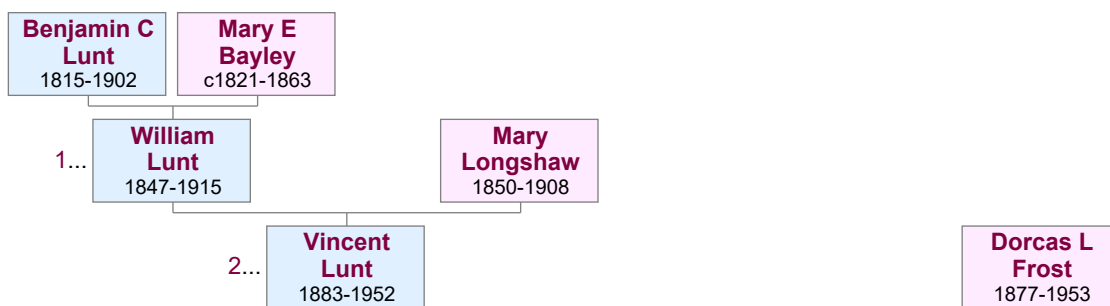 Benjamin C
Lunt
1815-1902
Mary E
Bayley
c1821-1863
1...
William
Lunt
1847-1915
Mary
Longshaw
1850-1908
2...
Vincent
Lunt
1883-1952
Dorcas L
Frost
1877-1953